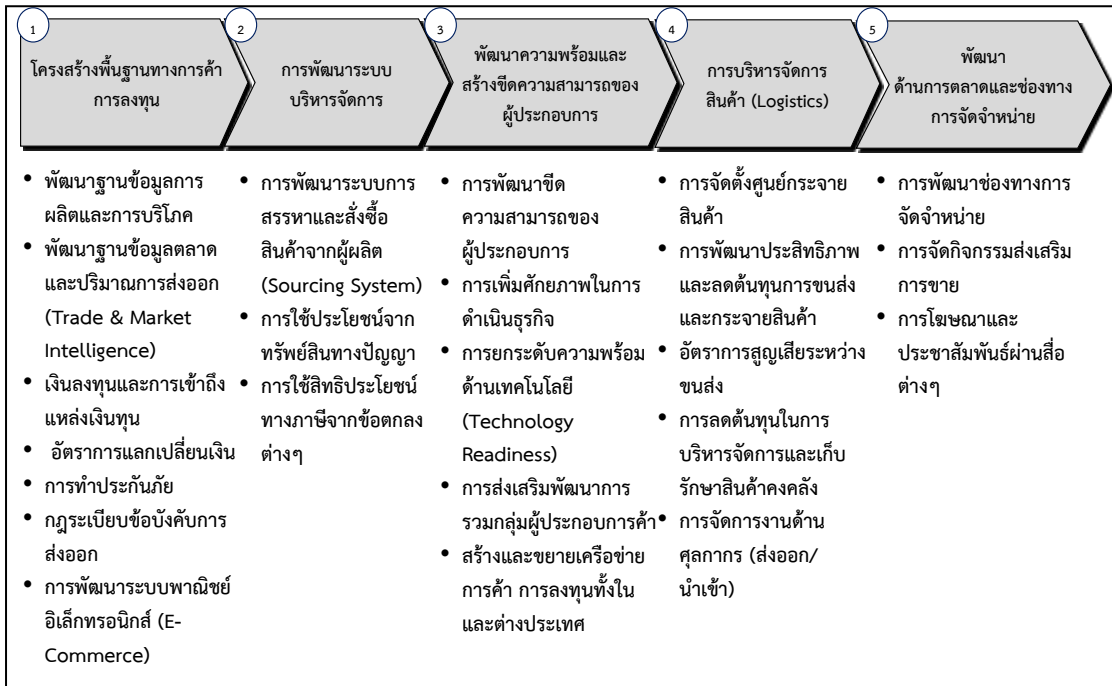 1
โครงสร้างพื้นฐานทางการค้า
การลงทุน
2
การพัฒนาระบบ
บริหารจัดการ
3
พัฒนาความพร้อมและ
สร้างขีดความสามารถของ
ผู้ประกอบการ
4
การบริหารจัดการ
สินค้า (Logistics)
5
พัฒนา
ด้านการตลาดและช่องทาง
การจัดจำหน่าย
• พัฒนาฐานข้อมูลการ
ผลิตและการบริโภค
• พัฒนาฐานข้อมูลตลาด
และปริมาณการส่งออก
(Trade & Market
Intelligence)
• เงินลงทุนและการเข้าถึง
แหล่งเงินทุน
• อัตราการแลกเปลี่ยนเงิน
• การทำประกันภัย
• กฎระเบียบข้อบังคับการ
ส่งออก
• การพัฒนาระบบพาณิชย์
อิเล็กทรอนิกส์ (E-
Commerce)
• การพัฒนาระบบการ
สรรหาและสั่งซื้อ
สินค้าจากผู้ผลิต
(Sourcing System)
• การใช้ประโยชน์จาก
ทรัพย์สินทางปัญญา
• การใช้สิทธิประโยชน์
ทางภาษีจากข้อตกลง
ต่างๆ
• การพัฒนาขีด
ความสามารถของ
ผู้ประกอบการ
• การเพิ่มศักยภาพในการ
ดำเนินธุรกิจ
• การยกระดับความพร้อม
ด้านเทคโนโลยี
(Technology
Readiness)
• การส่งเสริมพัฒนาการ
รวมกลุ่มผู้ประกอบการค้า
• สร้างและขยายเครือข่าย
การค้า การลงทุนทั้งใน
และต่างประเทศ
• การจัดตั้งศูนย์กระจาย
สินค้า
• การพัฒนาประสิทธิภาพ
และลดต้นทุนการขนส่ง
และกระจายสินค้า
• อัตราการสูญเสียระหว่าง
ขนส่ง
• การลดต้นทุนในการ
บริหารจัดการและเก็บ
รักษาสินค้าคงคลัง
• การจัดการงานด้าน
ศุลกากร (ส่งออก/
นำเข้า)
• การพัฒนาช่องทางการ
จัดจำหน่าย
• การจัดกิจกรรมส่งเสริม
การขาย
• การโฆษณาและ
ประชาสัมพันธ์ผ่านสื่อ
ต่างๆ